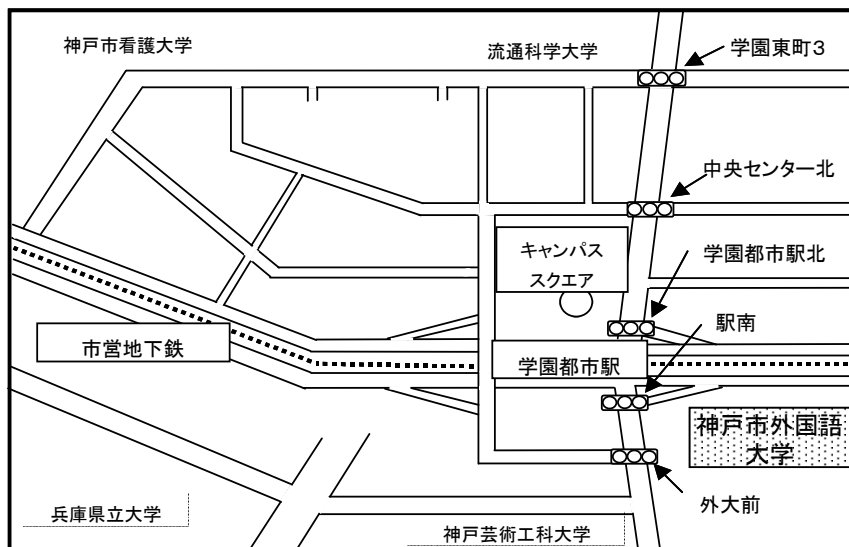 神戸市看護大学
流通科学大学
学園東町3
中央センター北
キャンパス
スクエア
学園都市駅北
駅南
市営地下鉄
学園都市駅
神戸市外国語
大学
外大前
兵庫県立大学
神戸芸術工科大学